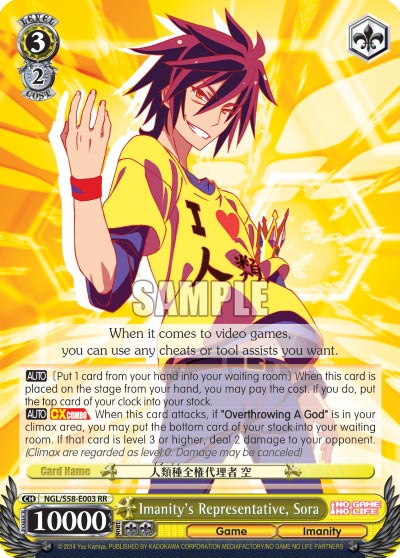 LEVEL
3
2
COST
I ♥
人類
SAMPLE
When it comes to video games,
you can use any cheats or tool assists you want.
AUTO [Put 1 card from your hand into your waiting room] When this card is
placed on the stage from your hand, you may pay the cost. If you do, put
the top card of your clock into your stock.
AUTO CXCOMBO When this card attacks, if "Overthrowing A God" is in your
climax area, you may put the bottom card of your stock into your waiting
room. If that card is level 3 or higher, deal 2 damage to your opponent.
(Climax are regarded as level 0. Damage may be canceled)
Card Name 人類種全権代理者 空
CH NGL/S58-E003 RR
Imanity's Representative, Sora
NO GAME
NO LIFE
POWER
10000
Game
Imanity
©2014 Yuu Kamiya, PUBLISHED BY KADOKAWA CORPORATION MEDIAFACTORY/NO GAME NO LIFE PARTNERS